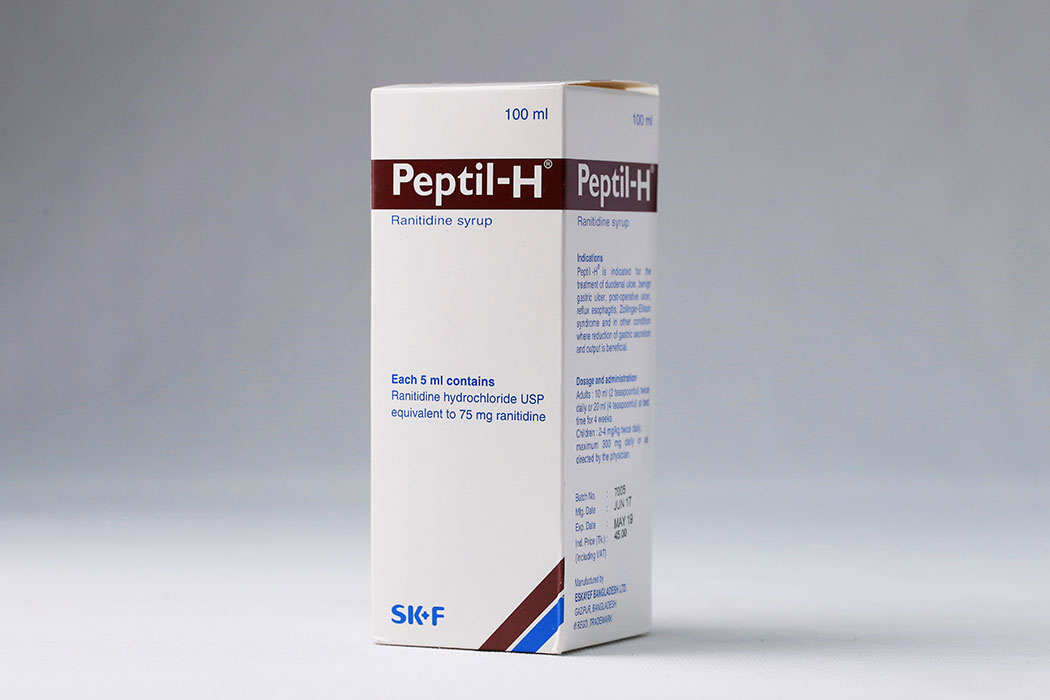 100 ml
Peptil-H®
Ranitidine syrup
Each 5 ml contains
Ranitidine hydrochloride USP
equivalent to 75 mg ranitidine
SK+F
100 ml
Peptil-H®
Ranitidine syrup
Indications
Peptil -H® is indicated for the
treatment of duodenal ulcer, benign
gastric ulcer, post-operative ulcer,
reflux esophagitis, Zollinger-Ellison
syndrome and in other condition
where reduction of gastric secretion
and output is beneficial.
Dosage and administration
Adults : 10 ml (2 teaspoonful) twice
daily or 20 ml (4 teaspoonful) at bed
time for 4 weeks
Children : 2-4 mg/kg twice daily,
maximum 300 mg daily or as
directed by the physician.
Batch No. : 7005
Mfg. Date : JUN 17
Exp. Date : MAY 19
Ind. Price (Tk.) : 45.00
(Including VAT)
Manufactured by
ESKAYEF BANGLADESH LTD.
GAZIPUR, BANGLADESH
® REGD. TRADEMARK